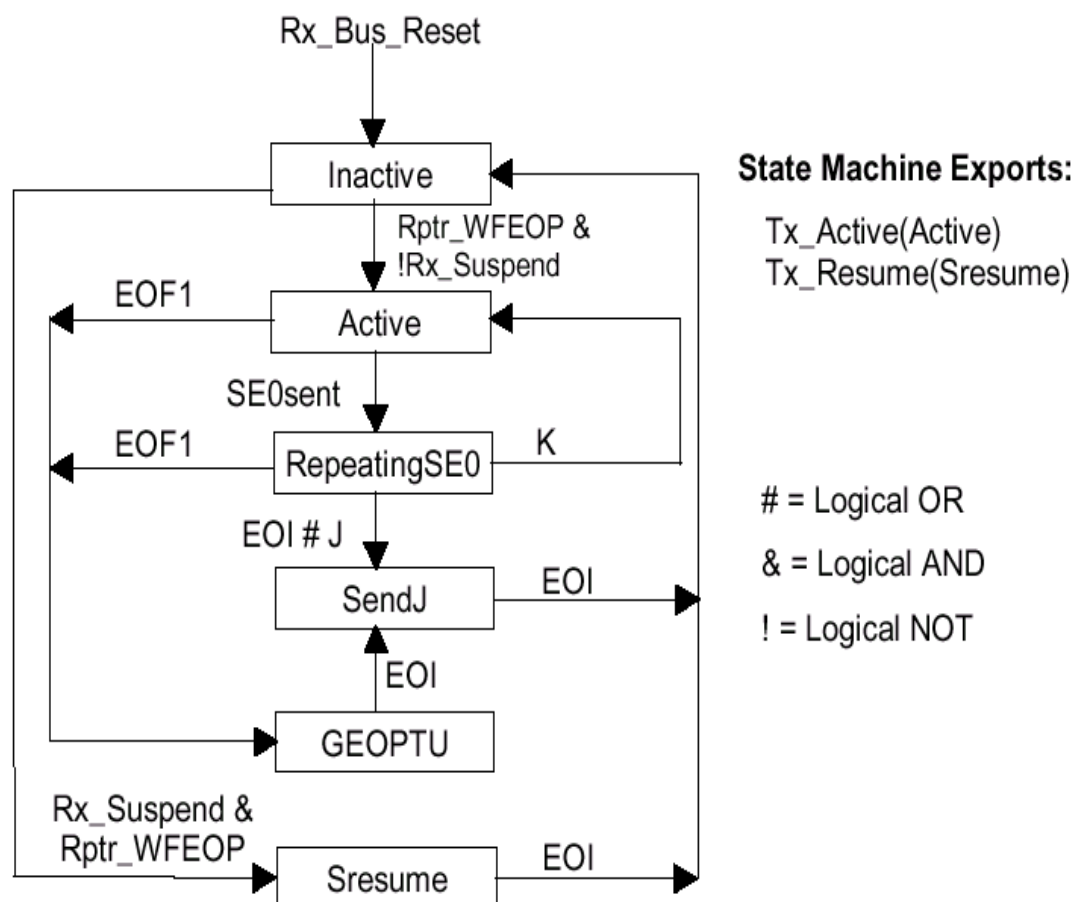 Rx_Bus_Reset
Inactive
State Machine Exports:
Rptr_WFEOP &
!Rx_Suspend
Tx_Active(Active)
Tx_Resume(Sresume)
EOF1
Active
SE0sent
EOF1
RepeatingSE0
K
# = Logical OR
EOI # J
& = Logical AND
SendJ
EOI
! = Logical NOT
EOI
GEOPTU
Rx_Suspend &
Rptr_WFEOP
Sresume
EOI